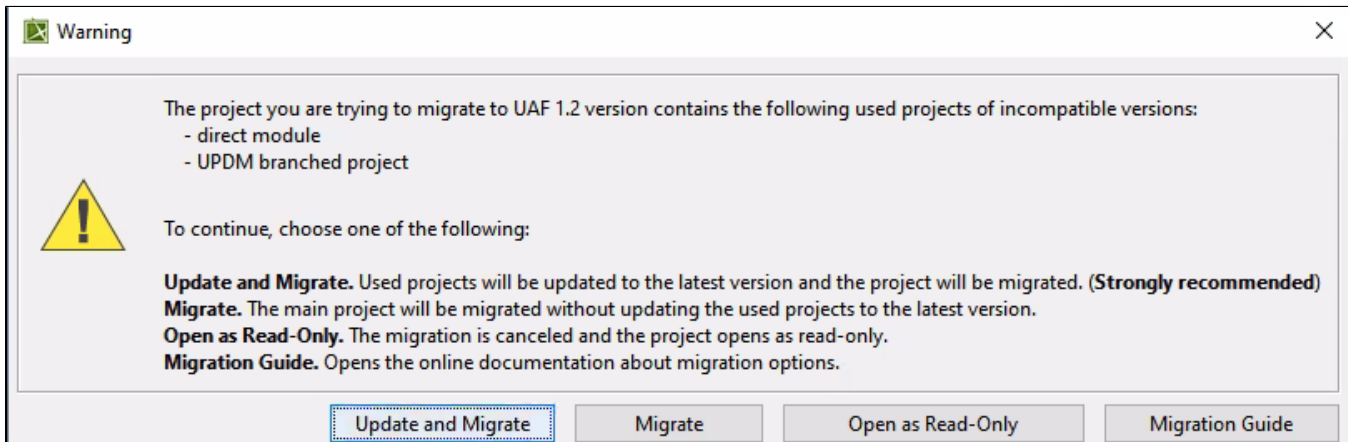 Warning
The project you are trying to migrate to UAF 1.2 version contains the following used projects of incompatible versions:
- direct module
- UPDM branched project
To continue, choose one of the following:
Update and Migrate. Used projects will be updated to the latest version and the project will be migrated. (Strongly recommended)
Migrate. The main project will be migrated without updating the used projects to the latest version.
Open as Read-Only. The migration is canceled and the project opens as read-only.
Migration Guide. Opens the online documentation about migration options.
Update and Migrate Migrate Open as Read-Only Migration Guide